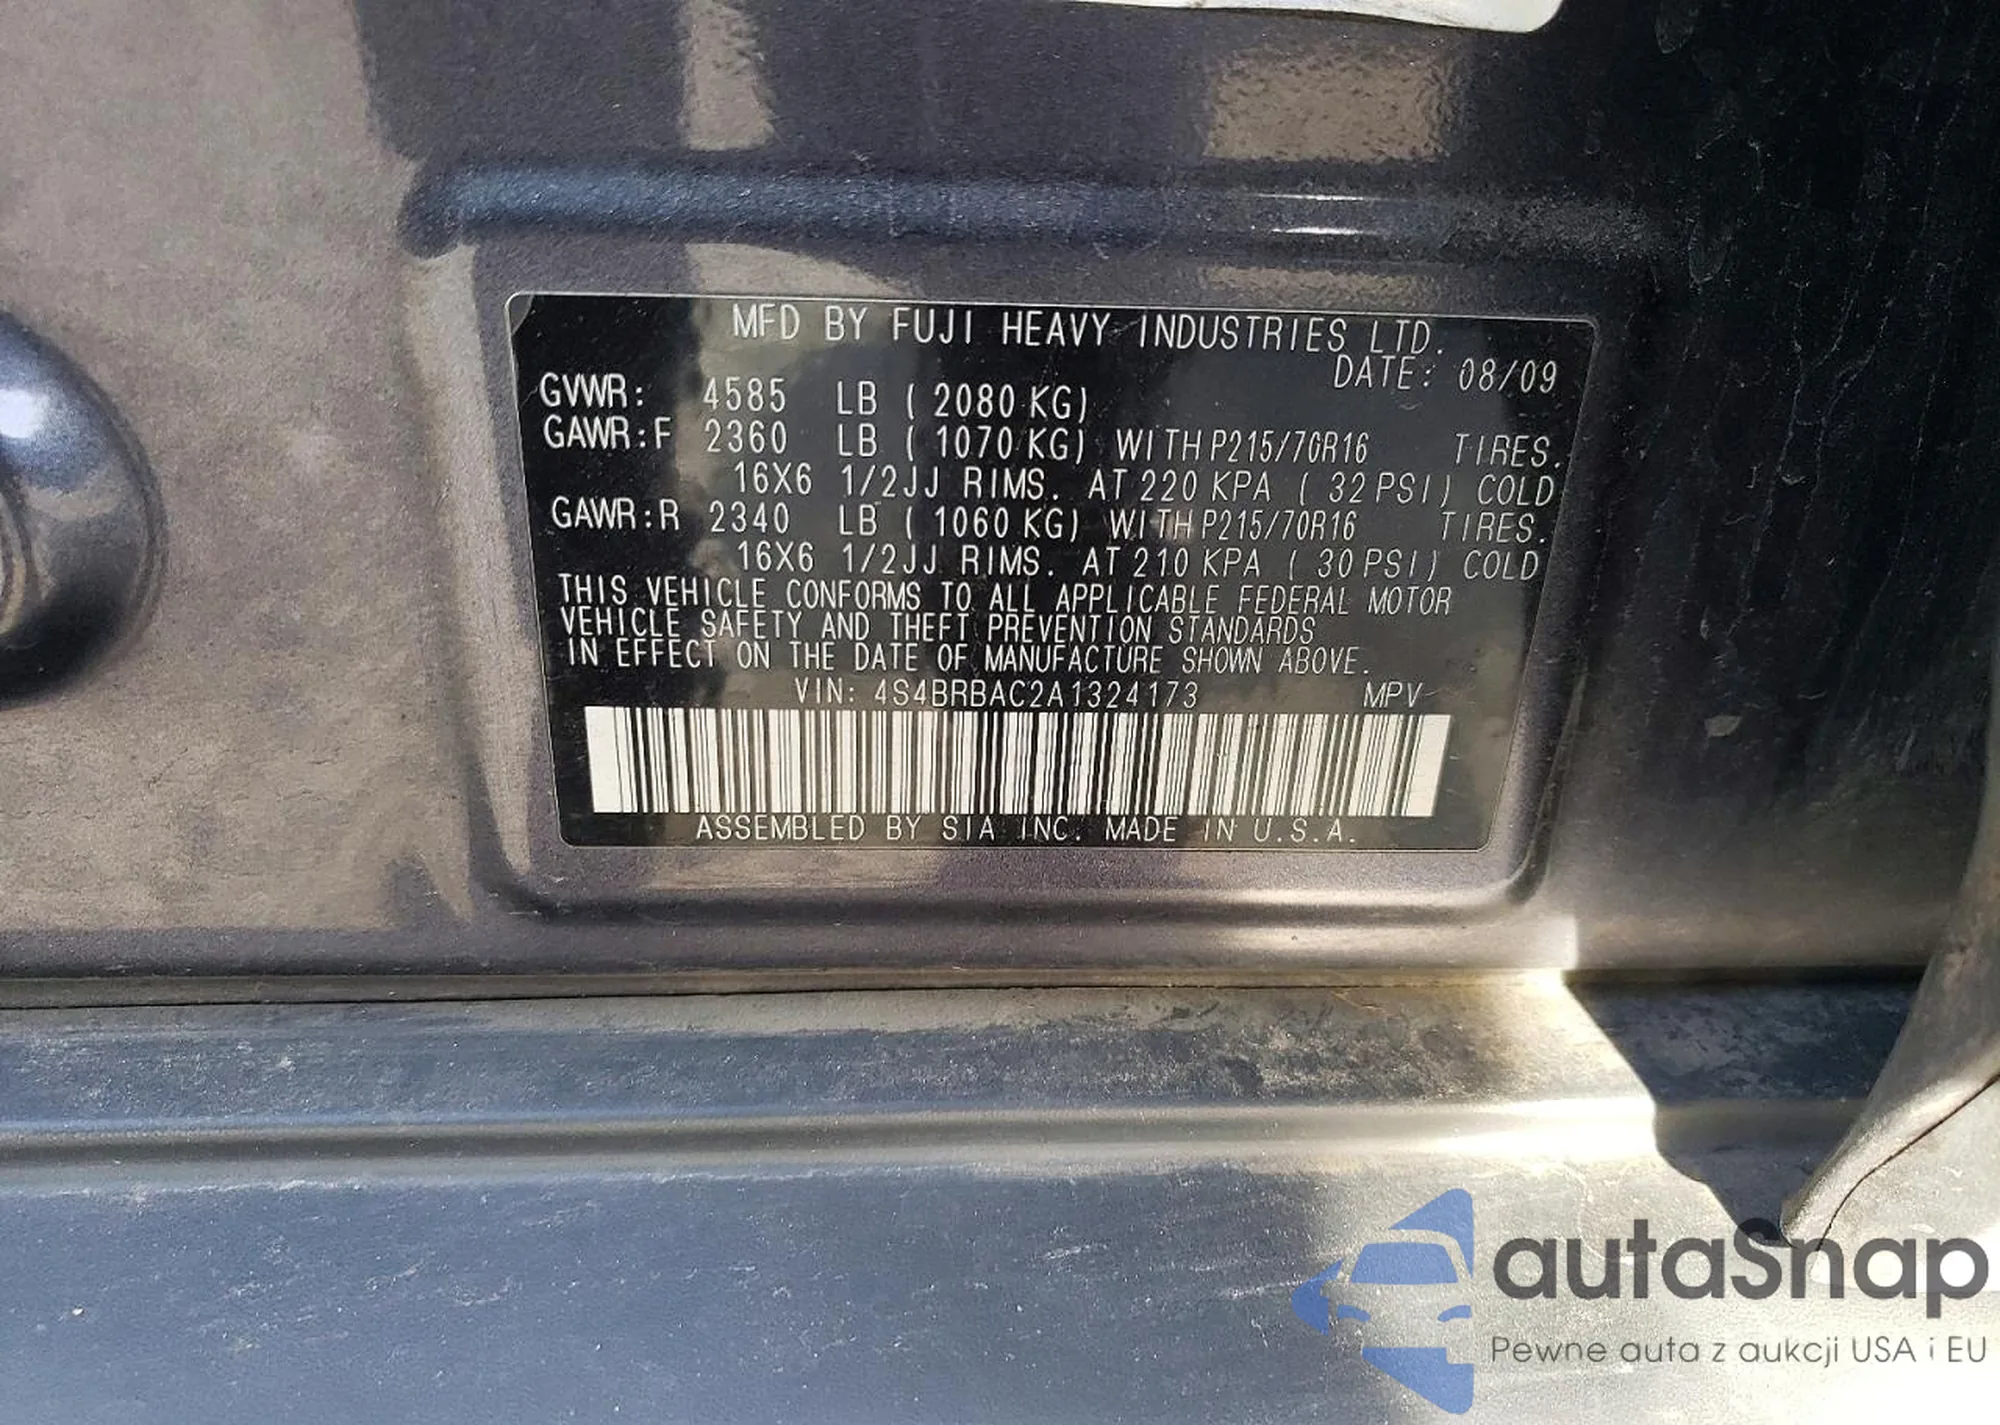 MFD BY FUJI HEAVY INDUSTRIES LTD.
DATE: 08/09
GVWR: 4585 LB ( 2080 KG)
GAWR:F 2360 LB ( 1070 KG) WITH P215/70R16 TIRES.
16X6 1/2JJ RIMS. AT 220 KPA ( 32 PSI) COLD
GAWR:R 2340 LB ( 1060 KG) WITH P215/70R16 TIRES.
16X6 1/2JJ RIMS. AT 210 KPA ( 30 PSI) COLD
THIS VEHICLE CONFORMS TO ALL APPLICABLE FEDERAL MOTOR
VEHICLE SAFETY AND THEFT PREVENTION STANDARDS
IN EFFECT ON THE DATE OF MANUFACTURE SHOWN ABOVE.
VIN: 4S4BRBAC2A1324173 MPV
ASSEMBLED BY SIA INC. MADE IN U.S.A.
autaSnap
Pewne auta z aukcji USA i EU